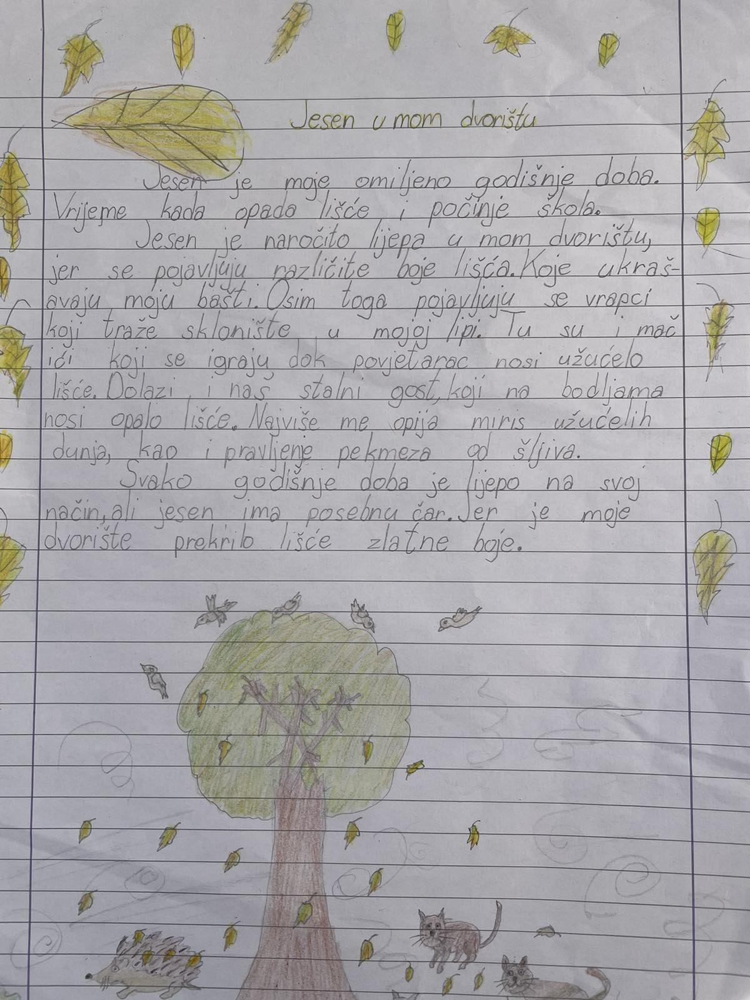 Jesen u mom dvorištu
Jesen je moje omiljeno godišnje doba.
Vrijeme kada opada lišće i počinje škola.
Jesen je naročito lijepa u mom dvorištu,
jer se pojavljuju različite boje lišća. Koje ukraš-
avaju moju bašti. Osim toga pojavljuju se vrapci
koji traže sklonište u mojoj lipi. Tu su i mač
ići koji se igraju dok povjetarac nosi užućelo
lišće. Dolazi i naš stalni gost, koji na bodljama
nosi opalo lišće. Najviše me opija miris užućelih
dunja, kao i pravljenje pekmeza od šljiva.
Svako godišnje doba je lijepo na svoj
način, ali jesen ima posebnu čar. Jer je moje
dvorište prekrilo lišće zlatne boje.